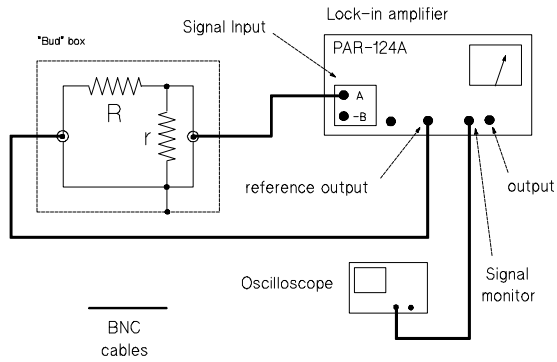 Lock-in amplifier
Signal Input
PAR-124A
"Bud" box
A
R
-B
r
reference output
output
Oscilloscope
Signal
monitor
BNC
cables